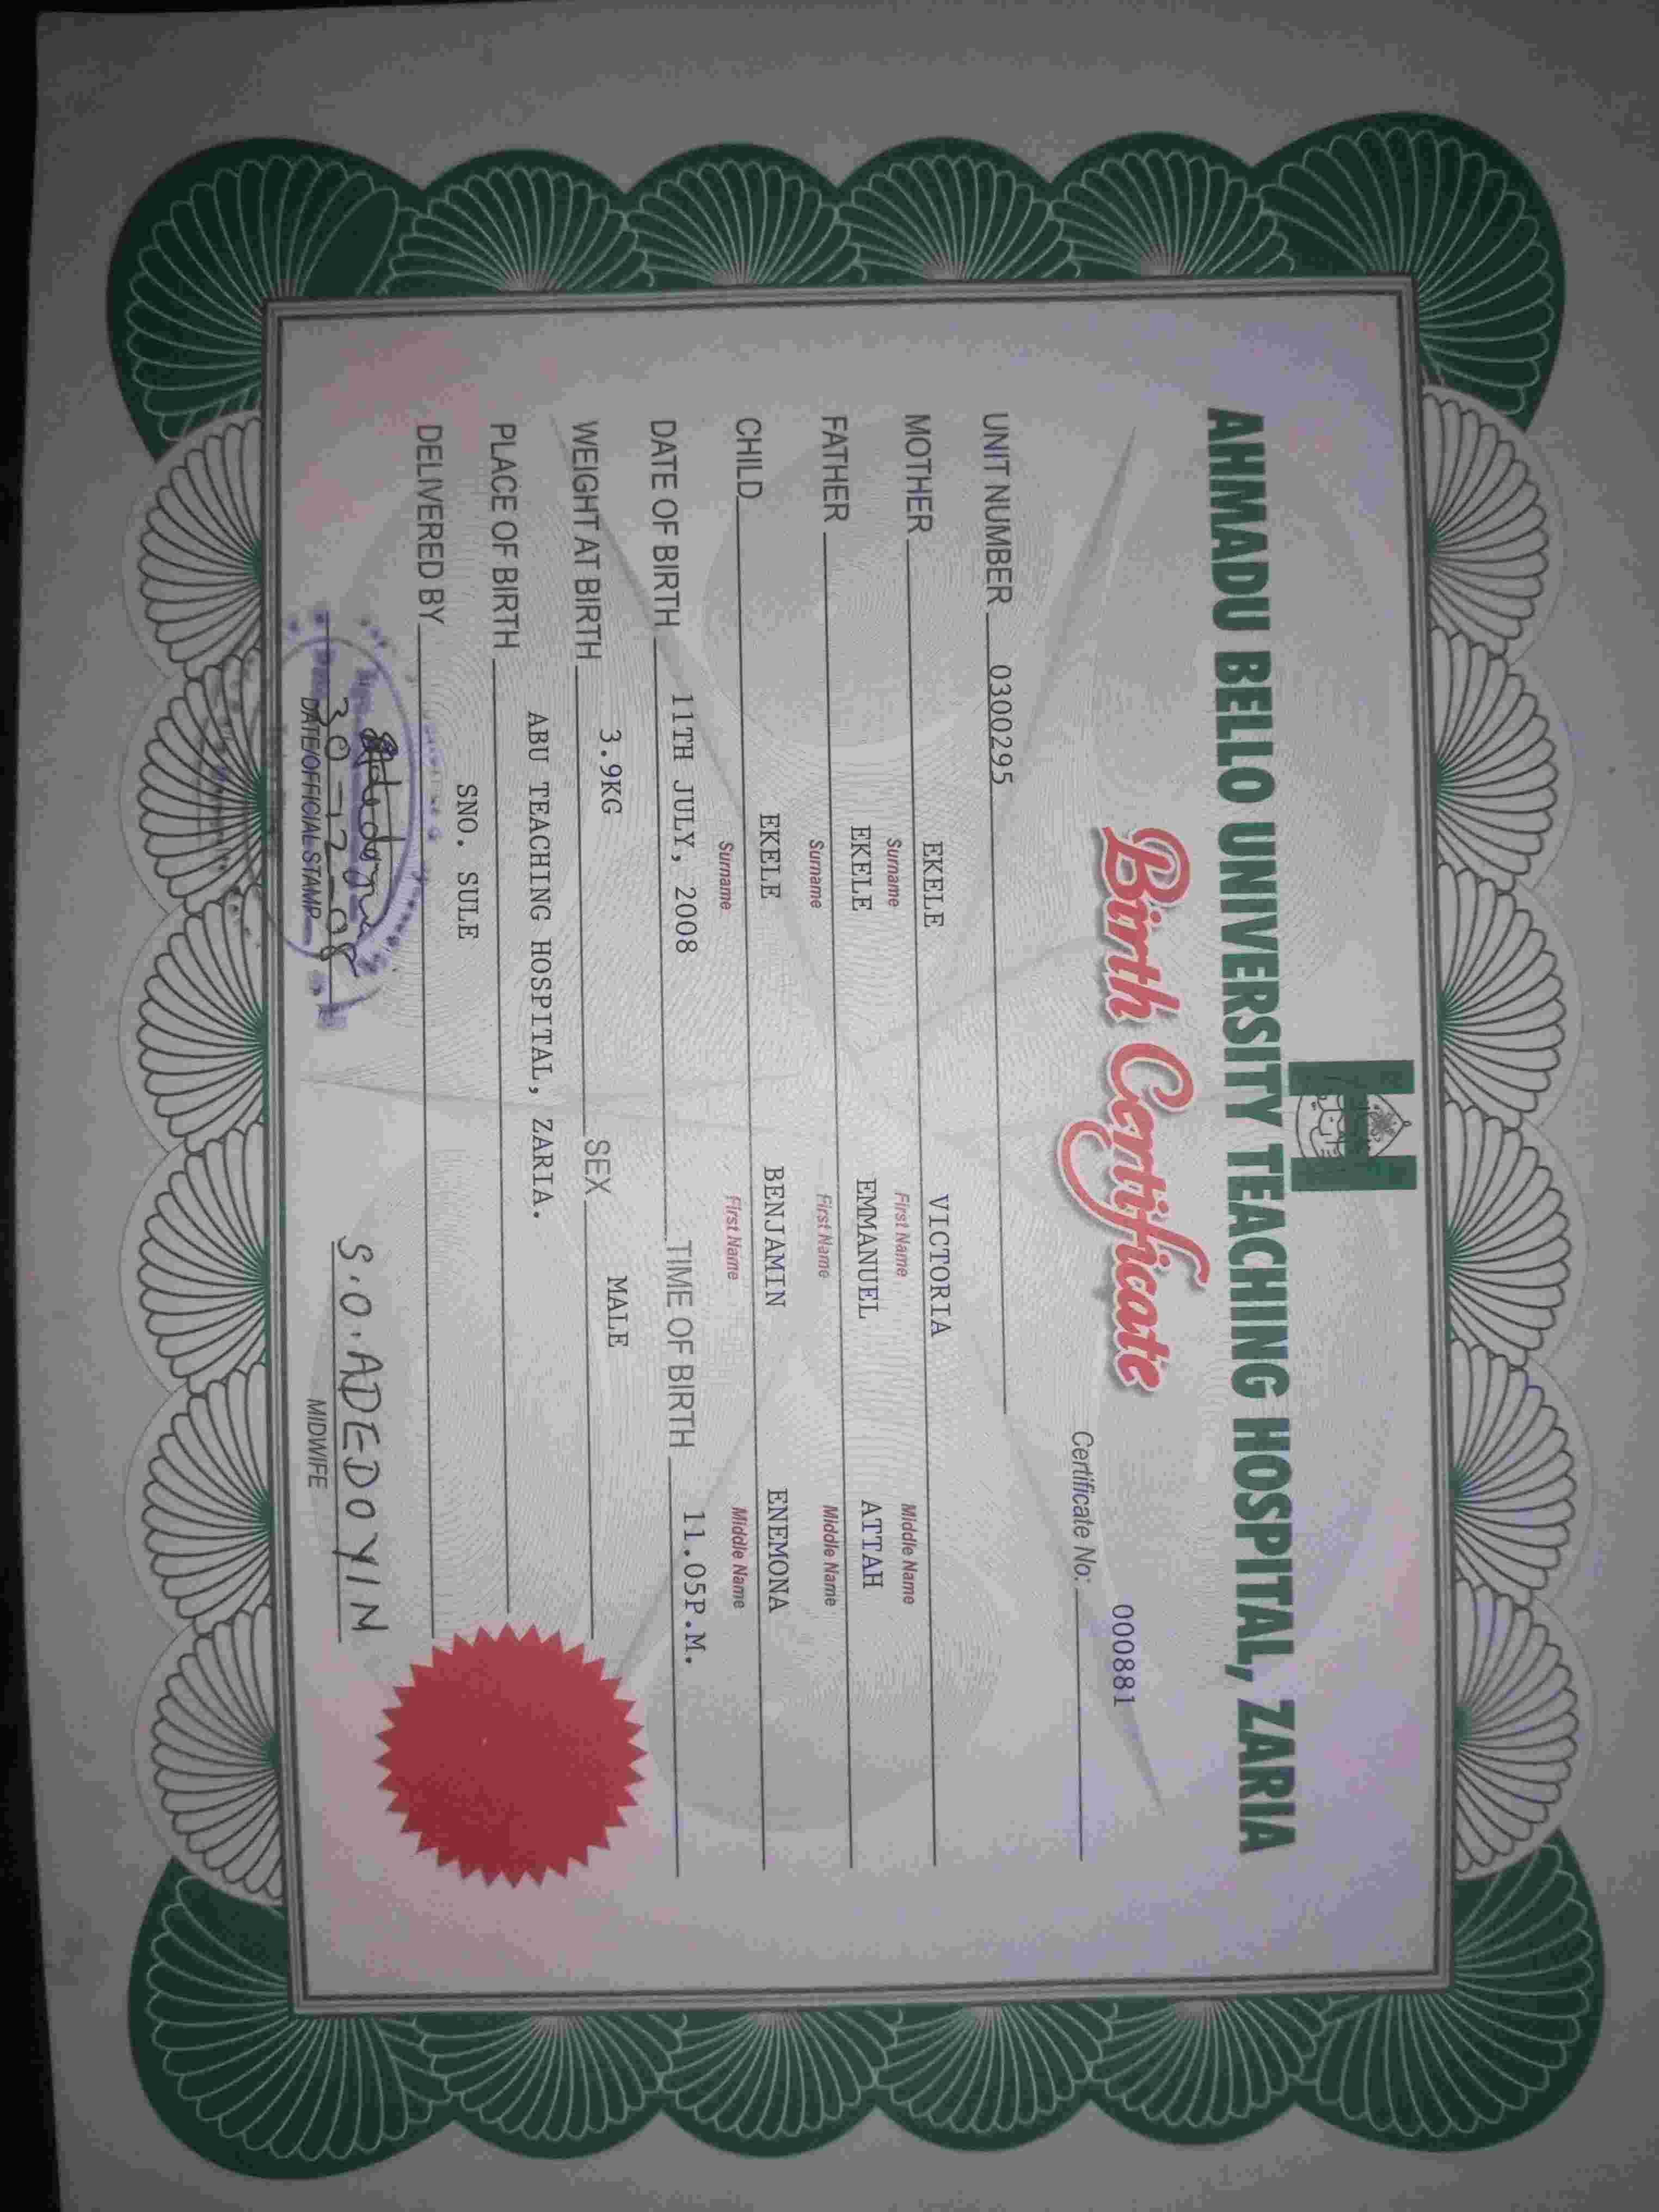 AHMADU BELLO UNIVERSITY TEACHING HOSPITAL, ZARIA
Birth Certificate
Certificate No: 000881
UNIT NUMBER 0300295
MOTHER EKELE VICTORIA
Surname First Name Middle Name
FATHER EKELE EMMANUEL ATTAH
Surname First Name Middle Name
CHILD EKELE BENJAMIN ENEMONA
Surname First Name Middle Name
DATE OF BIRTH 11TH JULY, 2008 TIME OF BIRTH 11.05P.M.
WEIGHT AT BIRTH 3.9KG SEX MALE
PLACE OF BIRTH ABU TEACHING HOSPITAL, ZARIA.
DELIVERED BY SNO. SULE
30-12-08 S.O. ADEDOYIN
DATE/OFFICIAL STAMP MIDWIFE